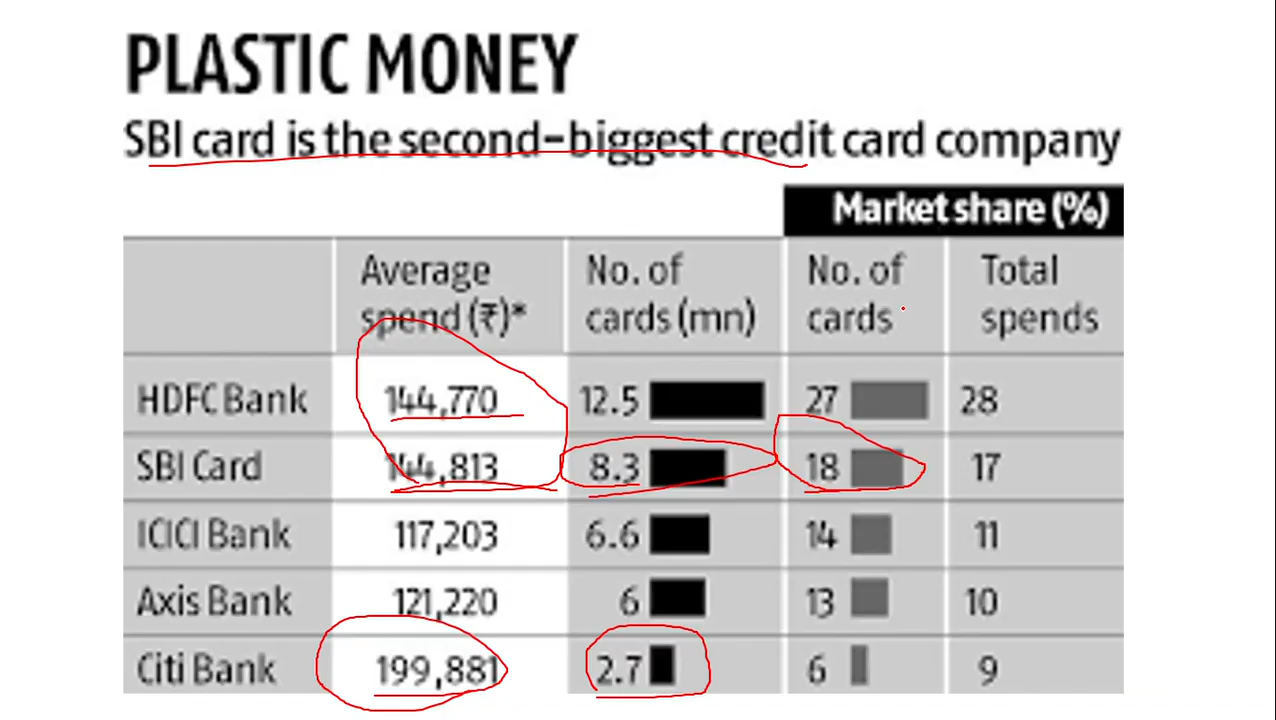 PLASTIC MONEY
SBI card is the second-biggest credit card company
Market share (%)
Average spend (₹)* No. of cards (mn) No. of cards Total spends
HDFC Bank 144,770 12.5 27 28
SBI Card 144,813 8.3 18 17
ICICI Bank 117,203 6.6 14 11
Axis Bank 121,220 6 13 10
Citi Bank 199,881 2.7 6 9